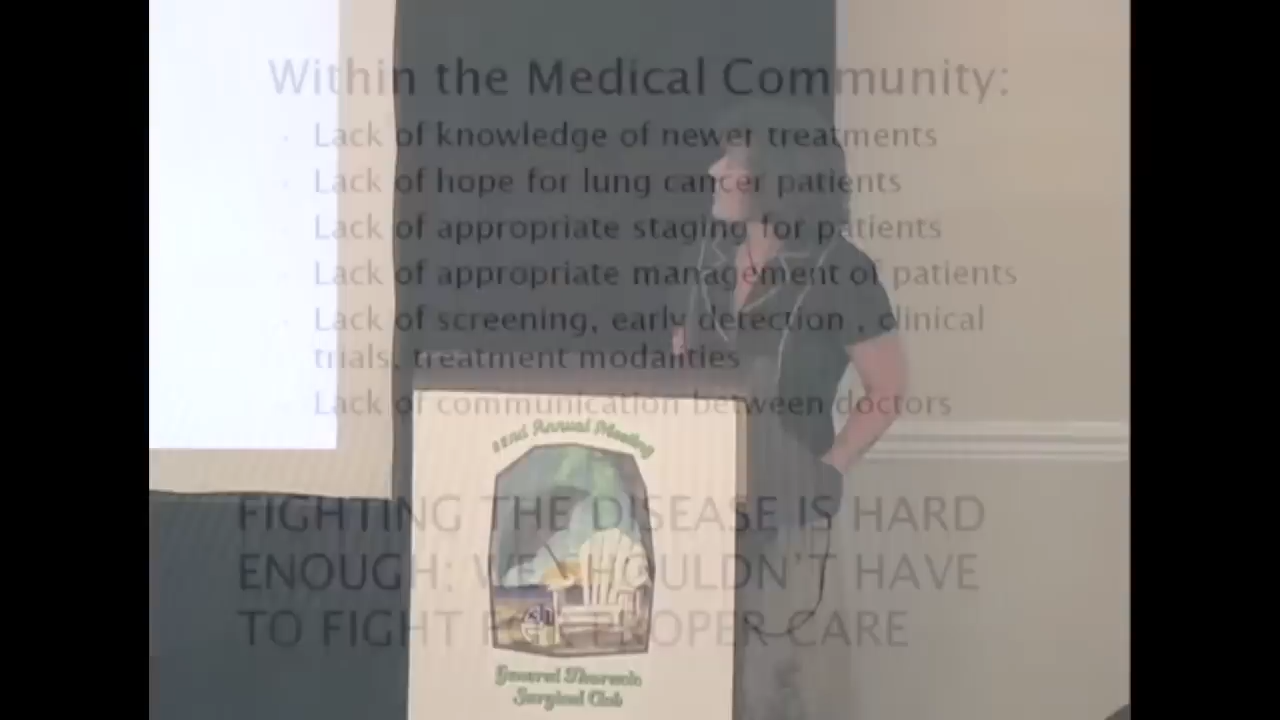 Within the Medical Community:
Lack of knowledge of newer treatments
Lack of hope for lung cancer patients
Lack of appropriate staging for patients
Lack of appropriate management of patients
Lack of screening, early detection , clinical
trials, treatment modalities
Lack of communication between doctors
22nd Annual Meeting
FIGHTING THE DISEASE IS HARD
ENOUGH; WE SHOULDN'T HAVE
TO FIGHT FOR PROPER CARE
General Thoracic
Surgical Club